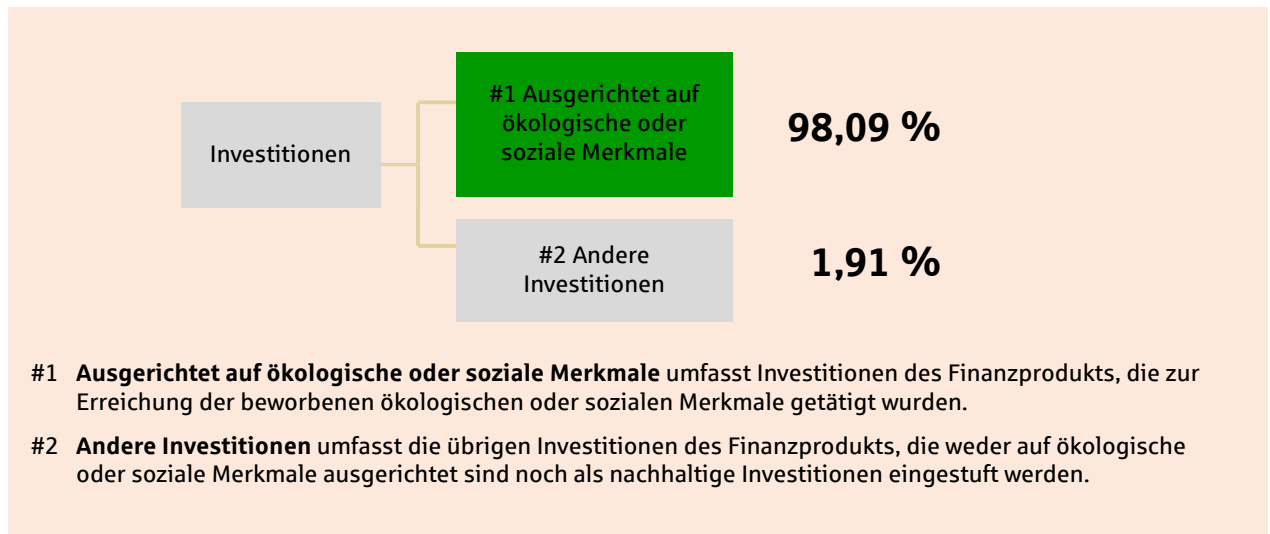 Investitionen
#1 Ausgerichtet auf
ökologische oder
soziale Merkmale
98,09 %
#2 Andere
Investitionen
1,91 %
#1 Ausgerichtet auf ökologische oder soziale Merkmale umfasst Investitionen des Finanzprodukts, die zur
Erreichung der beworbenen ökologischen oder sozialen Merkmale getätigt wurden.
#2 Andere Investitionen umfasst die übrigen Investitionen des Finanzprodukts, die weder auf ökologische
oder soziale Merkmale ausgerichtet sind noch als nachhaltige Investitionen eingestuft werden.